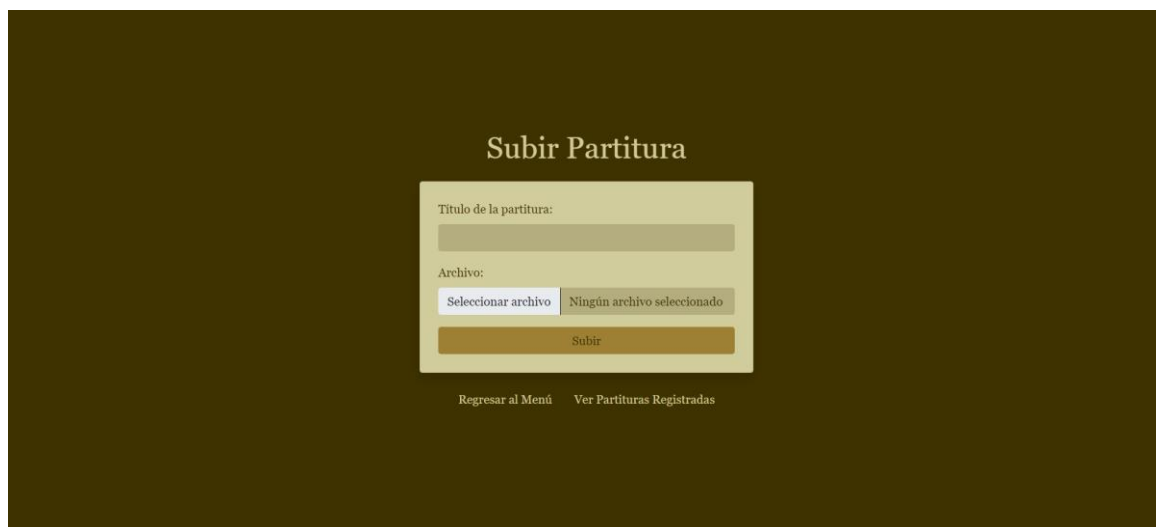 Subir Partitura
Título de la partitura:
Archivo:
Seleccionar archivo Ningún archivo seleccionado
Subir
Regresar al Menú Ver Partituras Registradas